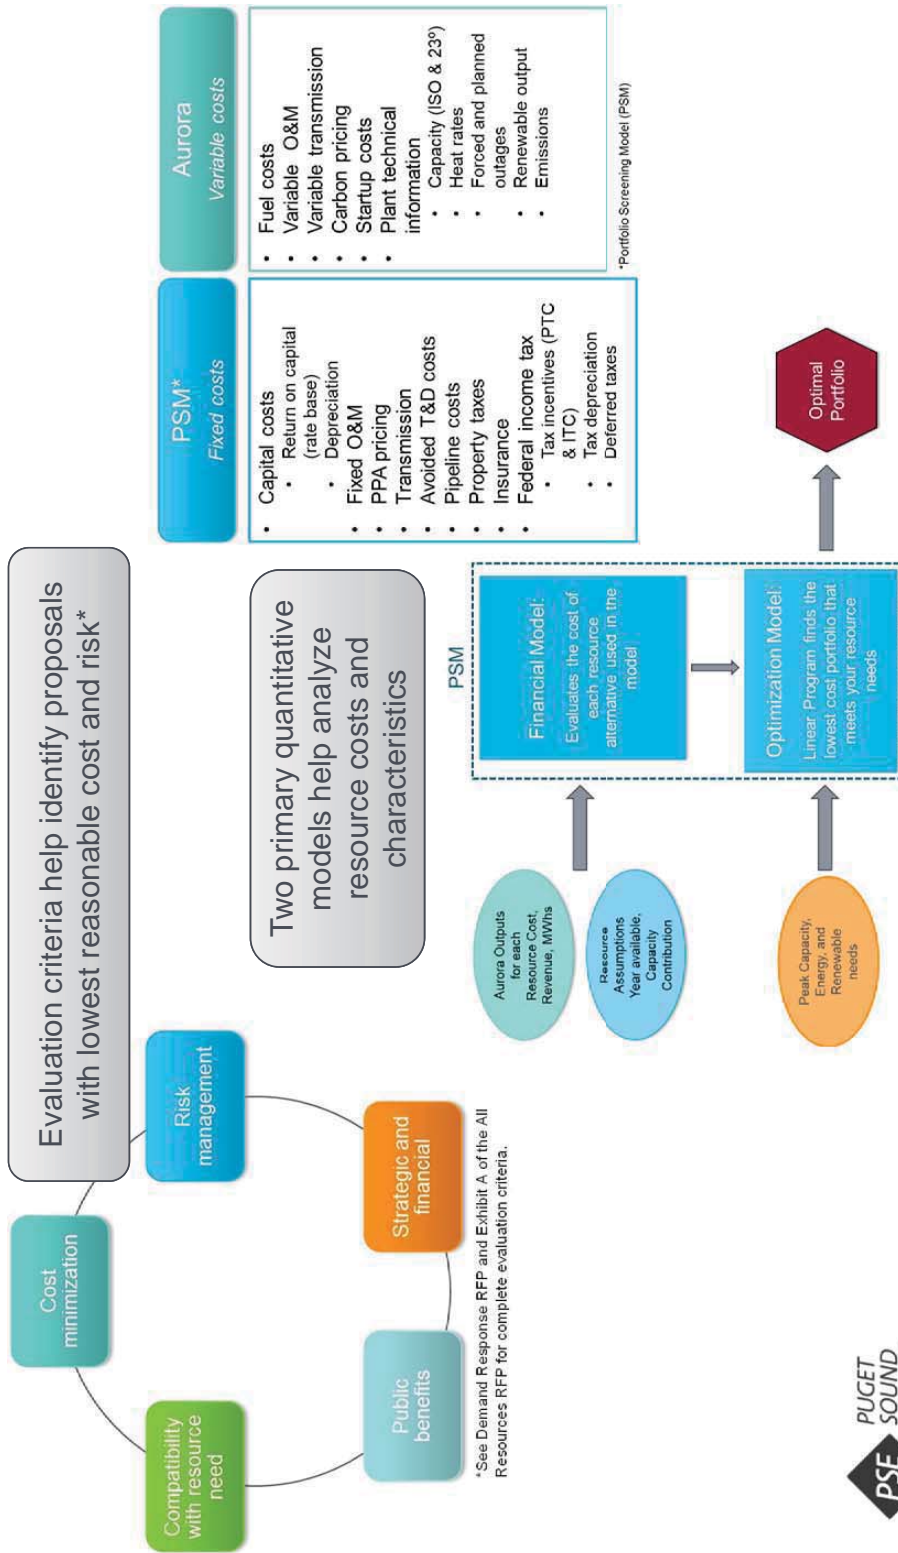 Evaluation criteria help identify proposals
with lowest reasonable cost and risk*
Cost
minimization
Risk
management
Strategic and
financial
Public
benefits
Compatibility
with resource
need
*See Demand Response RFP and Exhibit A of the All
Resources RFP for complete evaluation criteria.
Two primary quantitative
models help analyze
resource costs and
characteristics
PSM*
Fixed costs
• Capital costs
• Return on capital
(rate base)
• Depreciation
• Fixed O&M
• PPA pricing
• Transmission
• Avoided T&D costs
• Pipeline costs
• Property taxes
• Insurance
• Federal income tax
• Tax incentives (PTC
& ITC)
• Tax depreciation
• Deferred taxes
Aurora
Variable costs
• Fuel costs
• Variable O&M
• Variable transmission
• Carbon pricing
• Startup costs
• Plant technical
information
• Capacity (ISO & 23º)
• Heat rates
• Forced and planned
outages
• Renewable output
• Emissions
*Portfolio Screening Model (PSM)
PSM
Aurora Outputs
for each
Resource Cost,
Revenue, MWhs
Resource
Assumptions
Year available,
Capacity
Contribution
Financial Model:
Evaluates the cost of
each resource
alternative used in the
model
Peak Capacity,
Energy, and
Renewable
needs
Optimization Model:
Linear Program finds the
lowest cost portfolio that
meets your resource
needs
Optimal
Portfolio
PSE
PUGET
SOUND